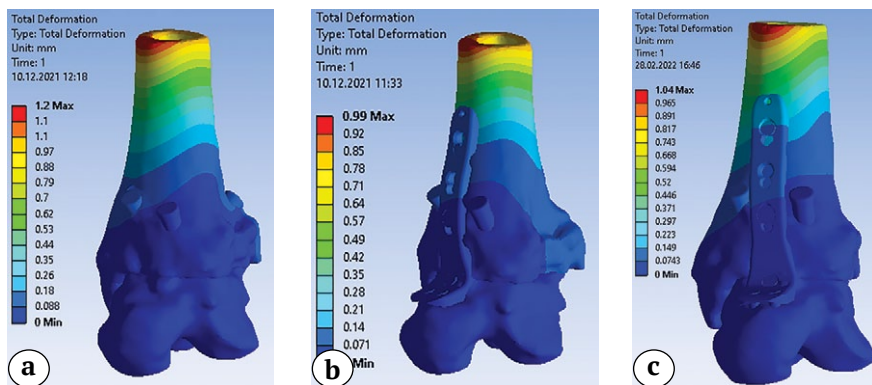 Total Deformation
Type: Total Deformation
Unit: mm
Time: 1
10.12.2021 12:18
1.2 Max
1.1
1.1
0.97
0.88
0.79
0.7
0.62
0.53
0.44
0.35
0.26
0.18
0.088
0 Min
a
Total Deformation
Type: Total Deformation
Unit: mm
Time: 1
10.12.2021 11:33
0.99 Max
0.92
0.85
0.78
0.71
0.64
0.57
0.49
0.42
0.35
0.28
0.21
0.14
0.071
Min
b
Total Deformation
Type: Total Deformation
Unit: mm
Time: 1
28.02.2022 16:46
1.04 Max
0.965
0.891
0.817
0.743
0.668
0.594
0.52
0.446
0.371
0.297
0.223
0.149
0.0743
0 Min
c